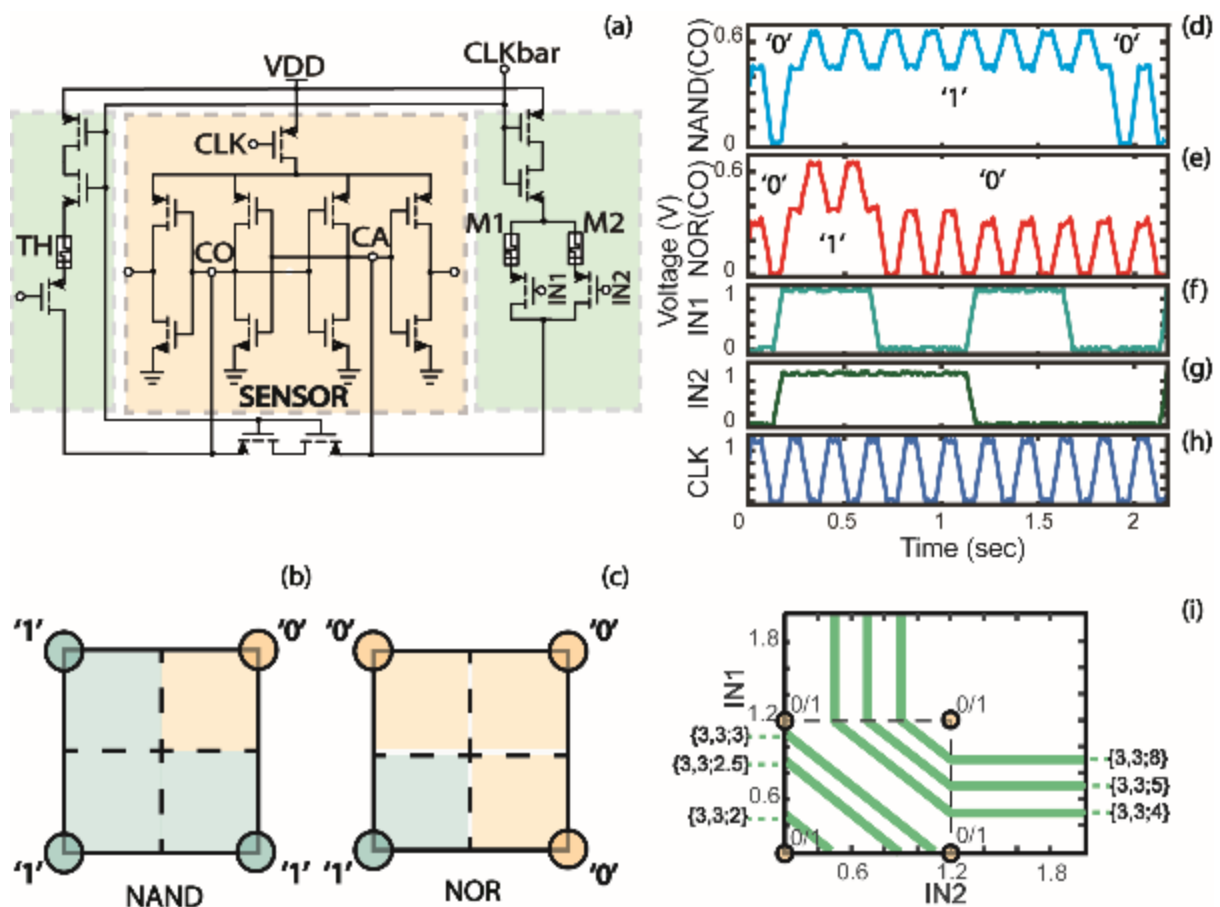 (a)
CLKbar
VDD
CLK
TH
CO
CA
M1
M2
IN1
IN2
SENSOR
(d)
NAND(CO)
0.6
0
'0'
'1'
'0'
(e)
Voltage (V)
NOR(CO)
0.6
0
'0'
'1'
'0'
(f)
IN1
1
0
(g)
IN2
1
0
(h)
CLK
1
0
0.5
1
1.5
2
Time (sec)
(b)
'1'
'0'
'1'
'1'
NAND
(c)
'0'
'0'
'1'
'0'
NOR
(i)
IN1
1.8
1.2
0.6
0/1
0/1
0/1
0/1
{3,3;3}
{3,3;2.5}
{3,3;2}
{3,3;8}
{3,3;5}
{3,3;4}
0.6
1.2
1.8
IN2